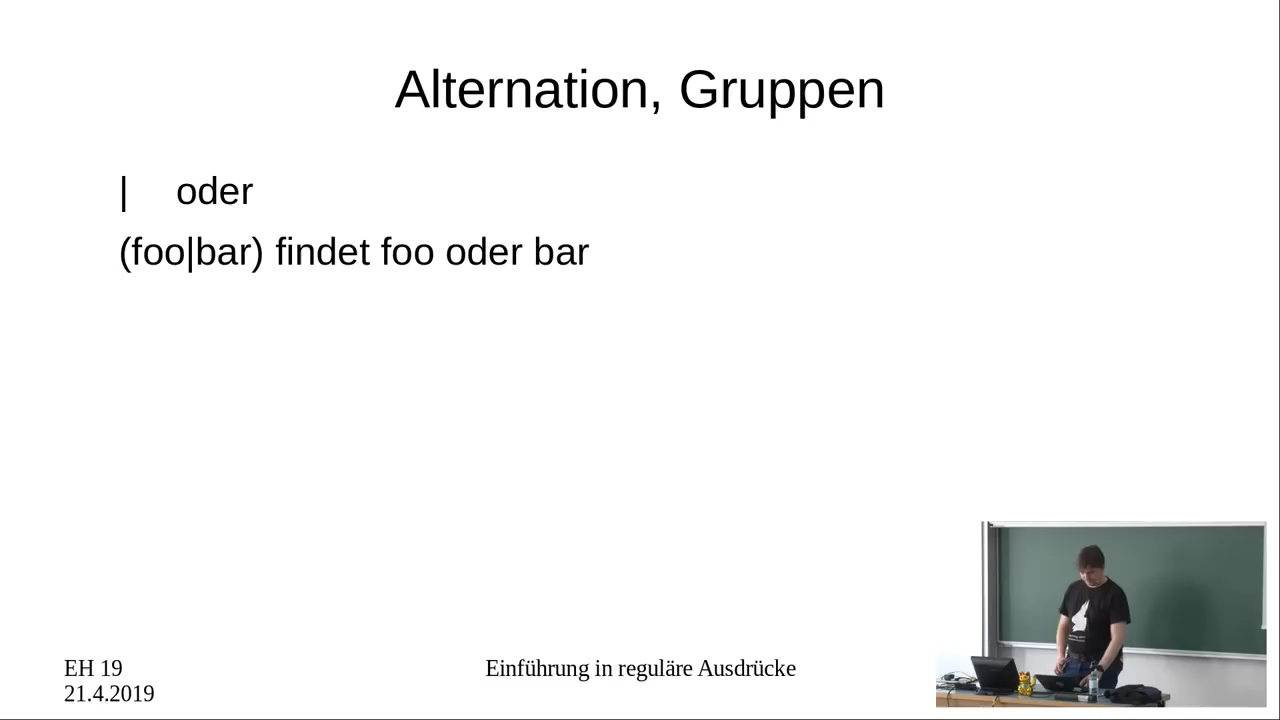 Alternation, Gruppen
| oder
(foo|bar) findet foo oder bar
EH 19
21.4.2019
Einführung in reguläre Ausdrücke